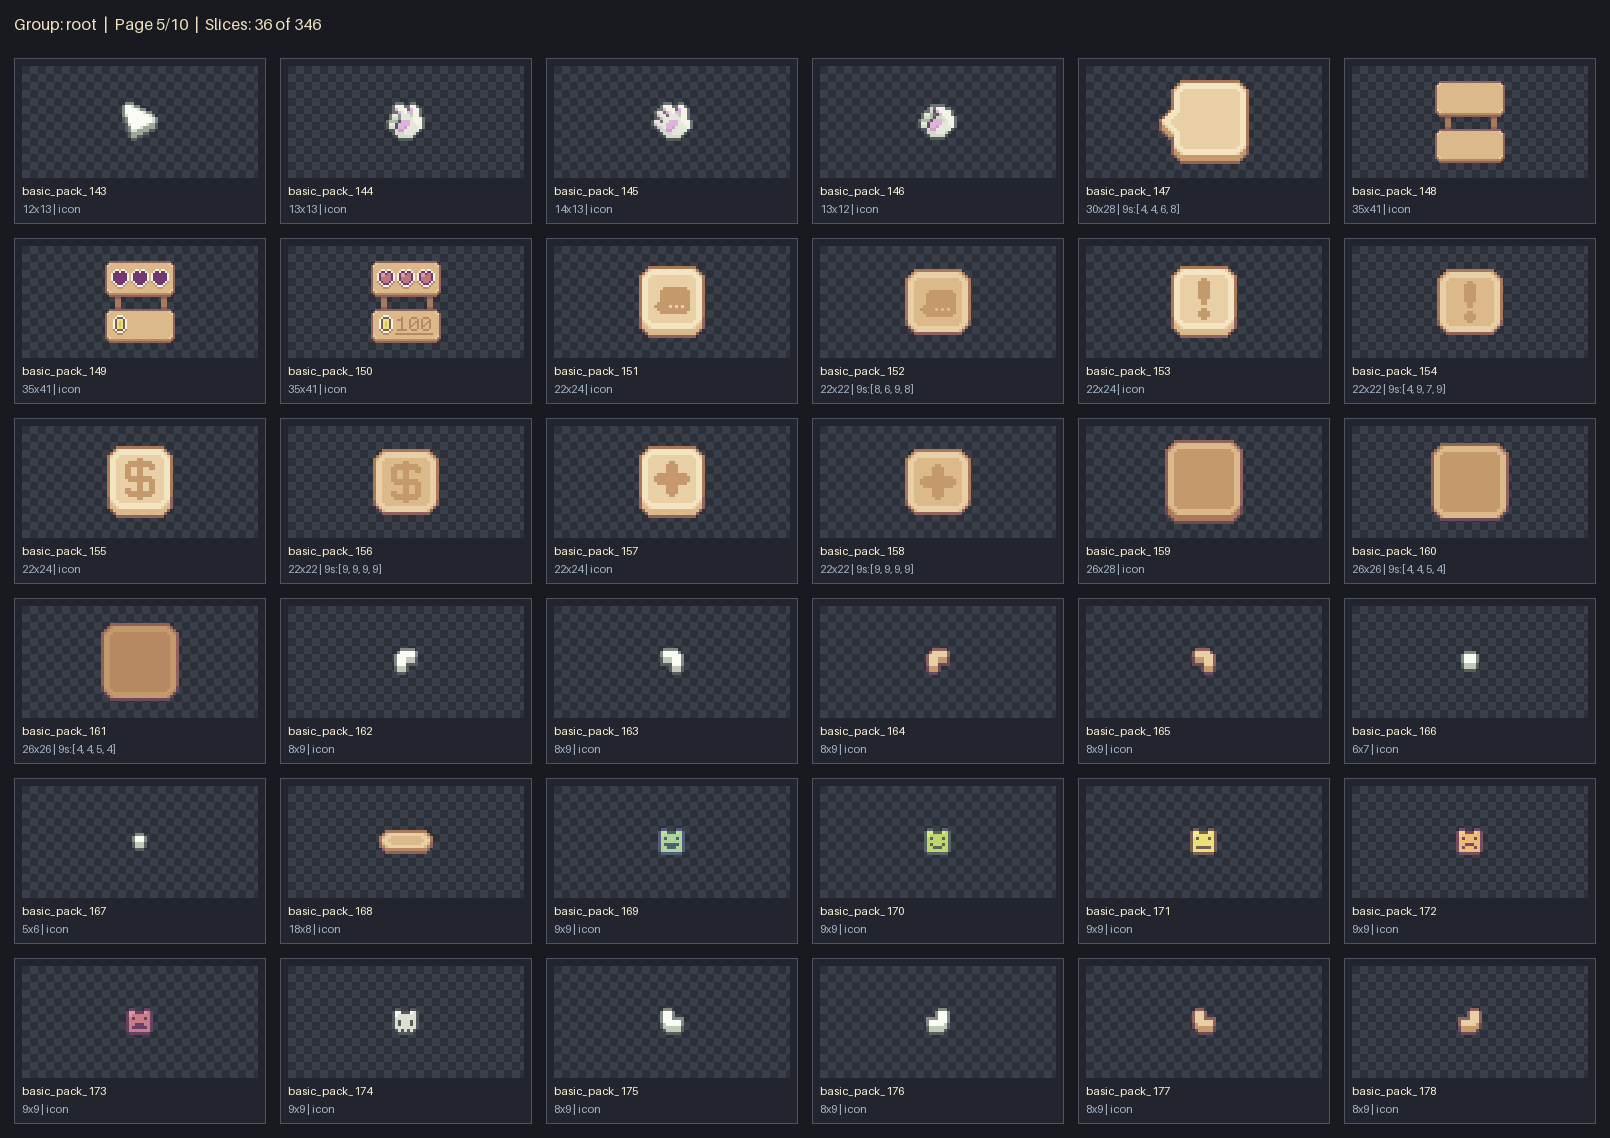 Group: root | Page 5/10 | Slices: 36 of 346
basic_pack_143
12x13 | icon
basic_pack_144
13x13 | icon
basic_pack_145
14x13 | icon
basic_pack_146
13x12 | icon
basic_pack_147
30x28 | 9s:[4, 4, 6, 8]
basic_pack_148
35x41 | icon
basic_pack_149
35x41 | icon
100
basic_pack_150
35x41 | icon
basic_pack_151
22x24 | icon
basic_pack_152
22x22 | 9s:[8, 6, 9, 8]
!
basic_pack_153
22x24 | icon
!
basic_pack_154
22x22 | 9s:[4, 9, 7, 9]
$
basic_pack_155
22x24 | icon
$
basic_pack_156
22x22 | 9s:[9, 9, 9, 9]
basic_pack_157
22x24 | icon
basic_pack_158
22x22 | 9s:[9, 9, 9, 9]
basic_pack_159
26x28 | icon
basic_pack_160
26x26 | 9s:[4, 4, 5, 4]
basic_pack_161
26x26 | 9s:[4, 4, 5, 4]
basic_pack_162
8x9 | icon
basic_pack_163
8x9 | icon
basic_pack_164
8x9 | icon
basic_pack_165
8x9 | icon
basic_pack_166
6x7 | icon
basic_pack_167
5x6 | icon
basic_pack_168
18x8 | icon
basic_pack_169
9x9 | icon
basic_pack_170
9x9 | icon
basic_pack_171
9x9 | icon
basic_pack_172
9x9 | icon
basic_pack_173
9x9 | icon
basic_pack_174
9x9 | icon
basic_pack_175
8x9 | icon
basic_pack_176
8x9 | icon
basic_pack_177
8x9 | icon
basic_pack_178
8x9 | icon